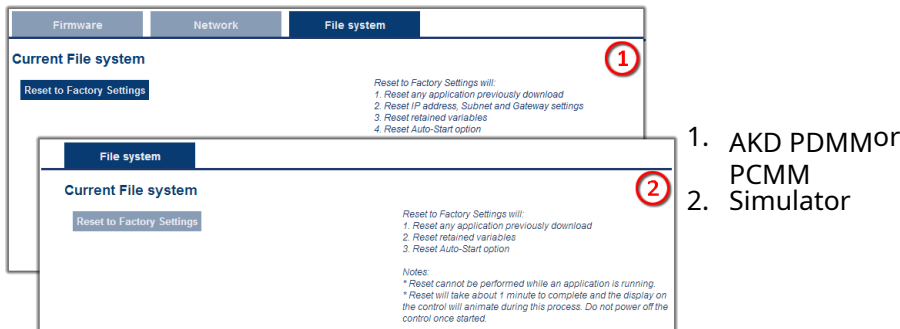 Firmware Network File system
Current File system
1
Reset to Factory Settings
Reset to Factory Settings will:
1. Reset any application previously download
2. Reset IP address, Subnet and Gateway settings
3. Reset retained variables
4. Reset Auto-Start option
File system
Current File system
2
Reset to Factory Settings
Reset to Factory Settings will:
1. Reset any application previously download
2. Reset retained variables
3. Reset Auto-Start option
Notes:
* Reset cannot be performed while an application is running.
* Reset will take about 1 minute to complete and the display on
the control will animate during this process. Do not power off the
control once started.
1. AKD PDMM or
PCMM
2. Simulator